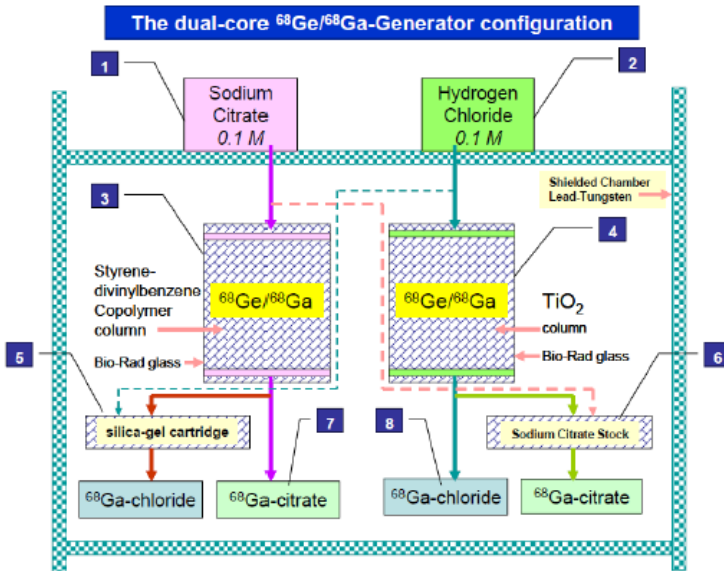 The dual-core ⁶⁸Ge/⁶⁸Ga-Generator configuration
1
Sodium
Citrate
0.1 M
Hydrogen
Chloride
0.1 M
2
Shielded Chamber
Lead-Tungsten
3
4
Styrene-
divinylbenzene
Copolymer
column
⁶⁸Ge/⁶⁸Ga
⁶⁸Ge/⁶⁸Ga
TiO₂
column
Bio-Rad glass
Bio-Rad glass
5
6
silica-gel cartridge
7
8
Sodium Citrate Stock
⁶⁸Ga-chloride
⁶⁸Ga-citrate
⁶⁸Ga-chloride
⁶⁸Ga-citrate